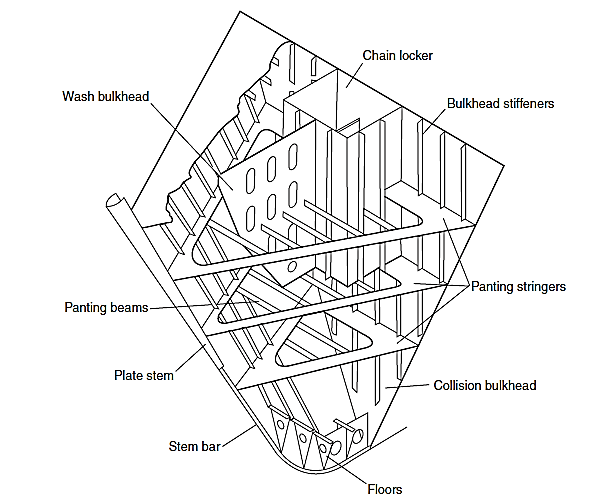 Chain locker
Wash bulkhead
Bulkhead stiffeners
Panting stringers
Panting beams
Plate stem
Collision bulkhead
Stem bar
Floors